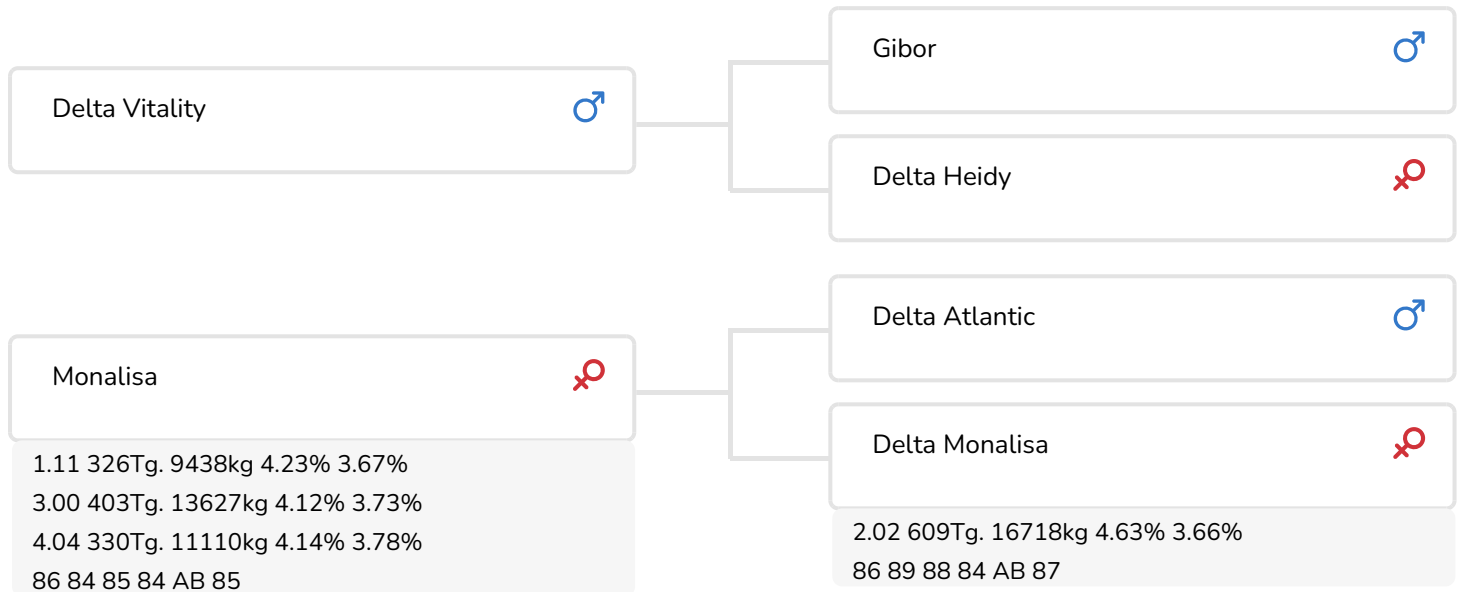 Delta Vitality
Gibor
Delta Heidy
Monalisa
1.11 326Tg. 9438kg 4.23% 3.67%
3.00 403Tg. 13627kg 4.12% 3.73%
4.04 330Tg. 11110kg 4.14% 3.78%
86 84 85 84 AB 85
Delta Atlantic
Delta Monalisa
2.02 609Tg. 16718kg 4.63% 3.66%
86 89 88 84 AB 87